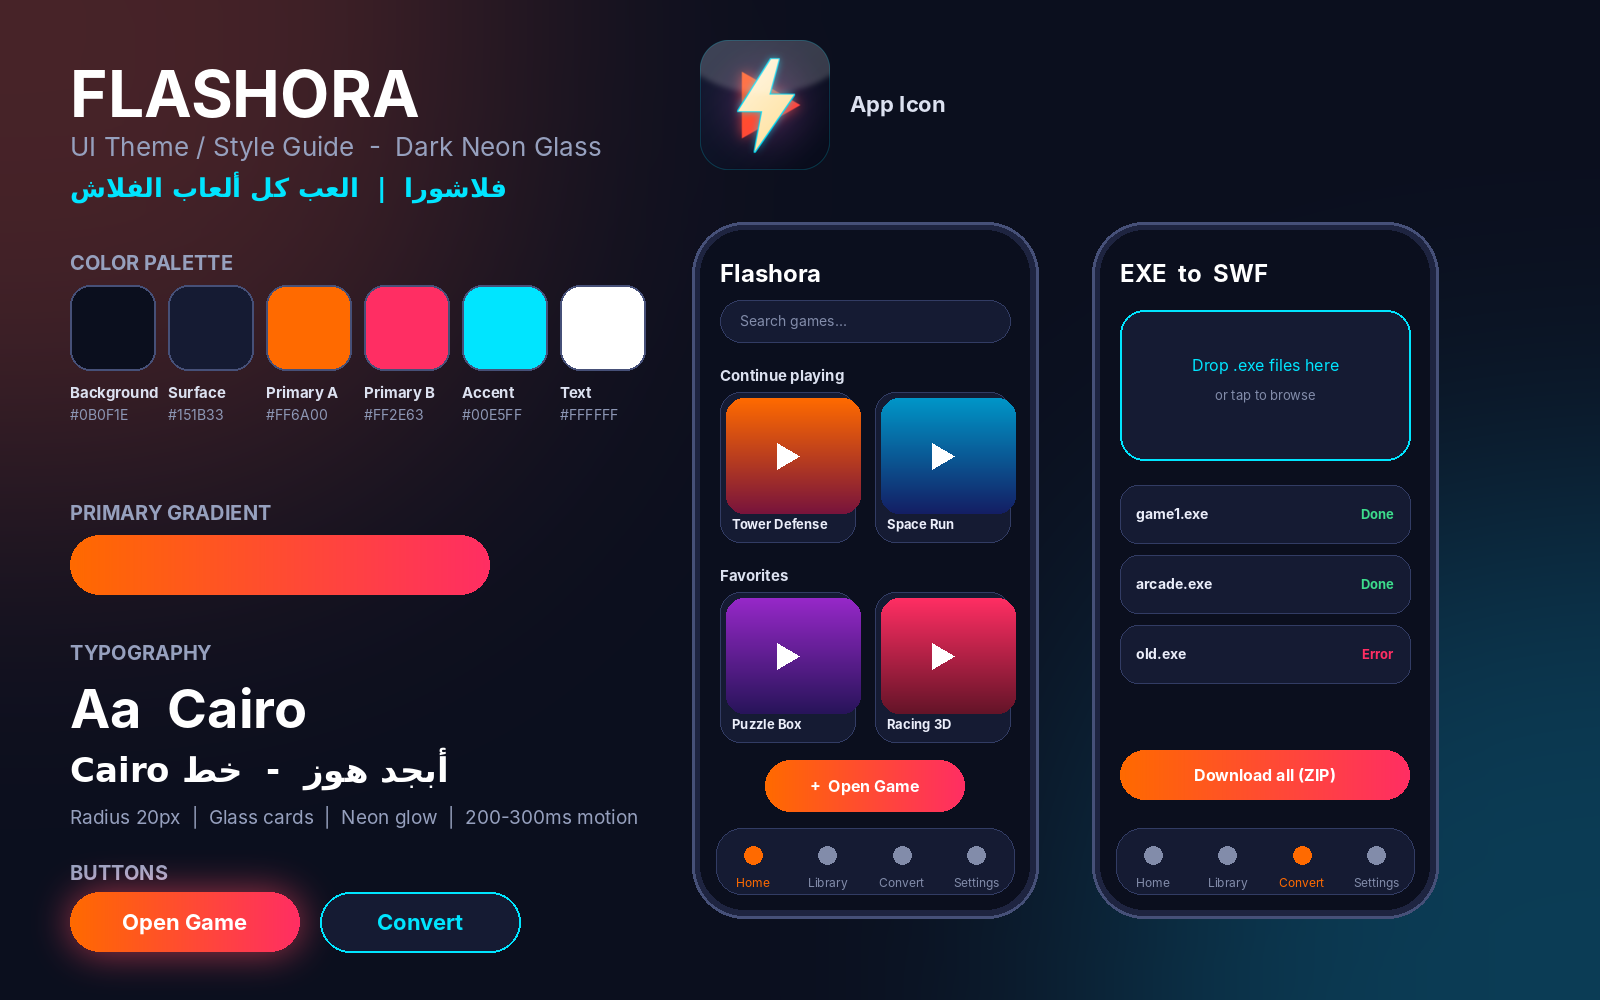 FLASHORA
UI Theme / Style Guide - Dark Neon Glass
فلاشورا | العب كل ألعاب الفلاش
COLOR PALETTE
Background
#0B0F1E
Surface
#151B33
Primary A
#FF6A00
Primary B
#FF2E63
Accent
#00E5FF
Text
#FFFFFF
PRIMARY GRADIENT
TYPOGRAPHY
Aa Cairo
أبجد هوز - خط Cairo
Radius 20px | Glass cards | Neon glow | 200-300ms motion
BUTTONS
Open Game
Convert
App Icon
Flashora
Search games...
Continue playing
Tower Defense
Space Run
Favorites
Puzzle Box
Racing 3D
+ Open Game
Home
Library
Convert
Settings
EXE to SWF
Drop .exe files here
or tap to browse
game1.exe Done
arcade.exe Done
old.exe Error
Download all (ZIP)
Home
Library
Convert
Settings